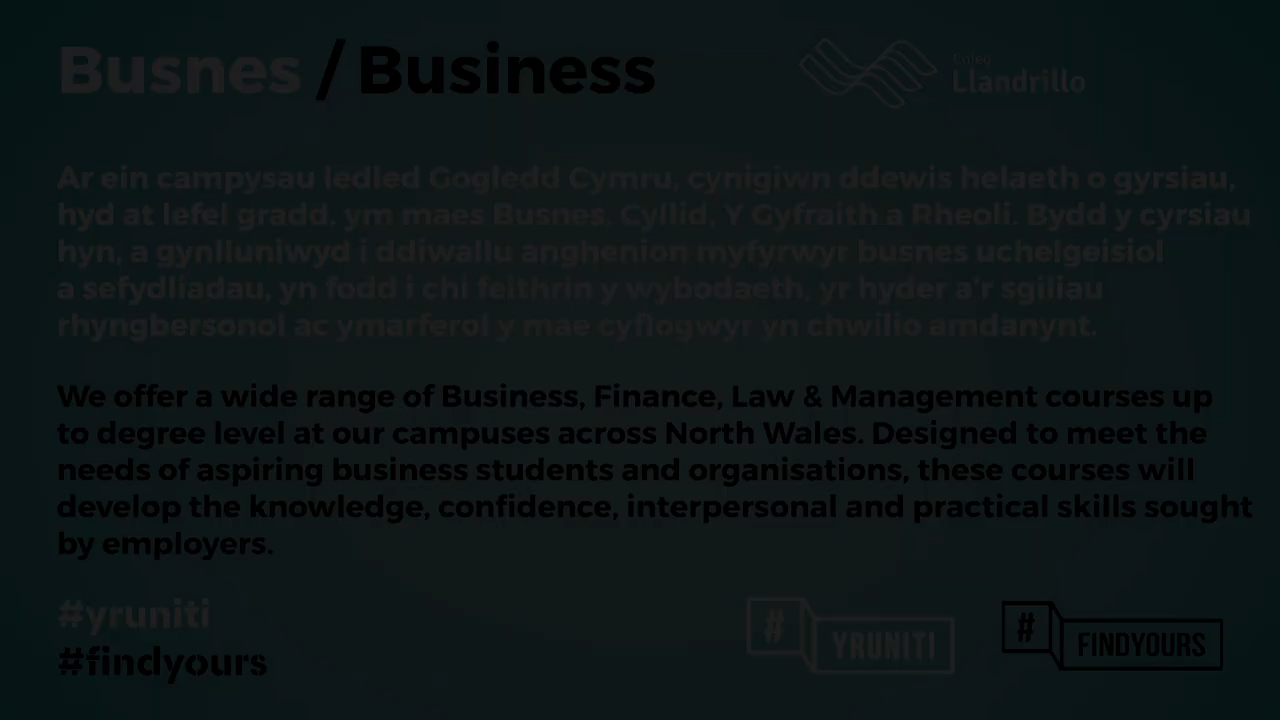 Busnes / Business
Coleg
Llandrillo
Ar ein campysau ledled Gogledd Cymru, cynigiwn ddewis helaeth o gyrsiau,
hyd at lefel gradd, ym maes Busnes, Cyllid, Y Gyfraith a Rheoli. Bydd y cyrsiau
hyn, a gynlluniwyd i ddiwallu anghenion myfyrwyr busnes uchelgeisiol
a sefydliadau, yn fodd i chi feithrin y wybodaeth, yr hyder a'r sgiliau
rhyngbersonol ac ymarferol y mae cyflogwyr yn chwilio amdanynt.
We offer a wide range of Business, Finance, Law & Management courses up
to degree level at our campuses across North Wales. Designed to meet the
needs of aspiring business students and organisations, these courses will
develop the knowledge, confidence, interpersonal and practical skills sought
by employers.
#yruniti
#findyours
# YRUNITI
# FINDYOURS